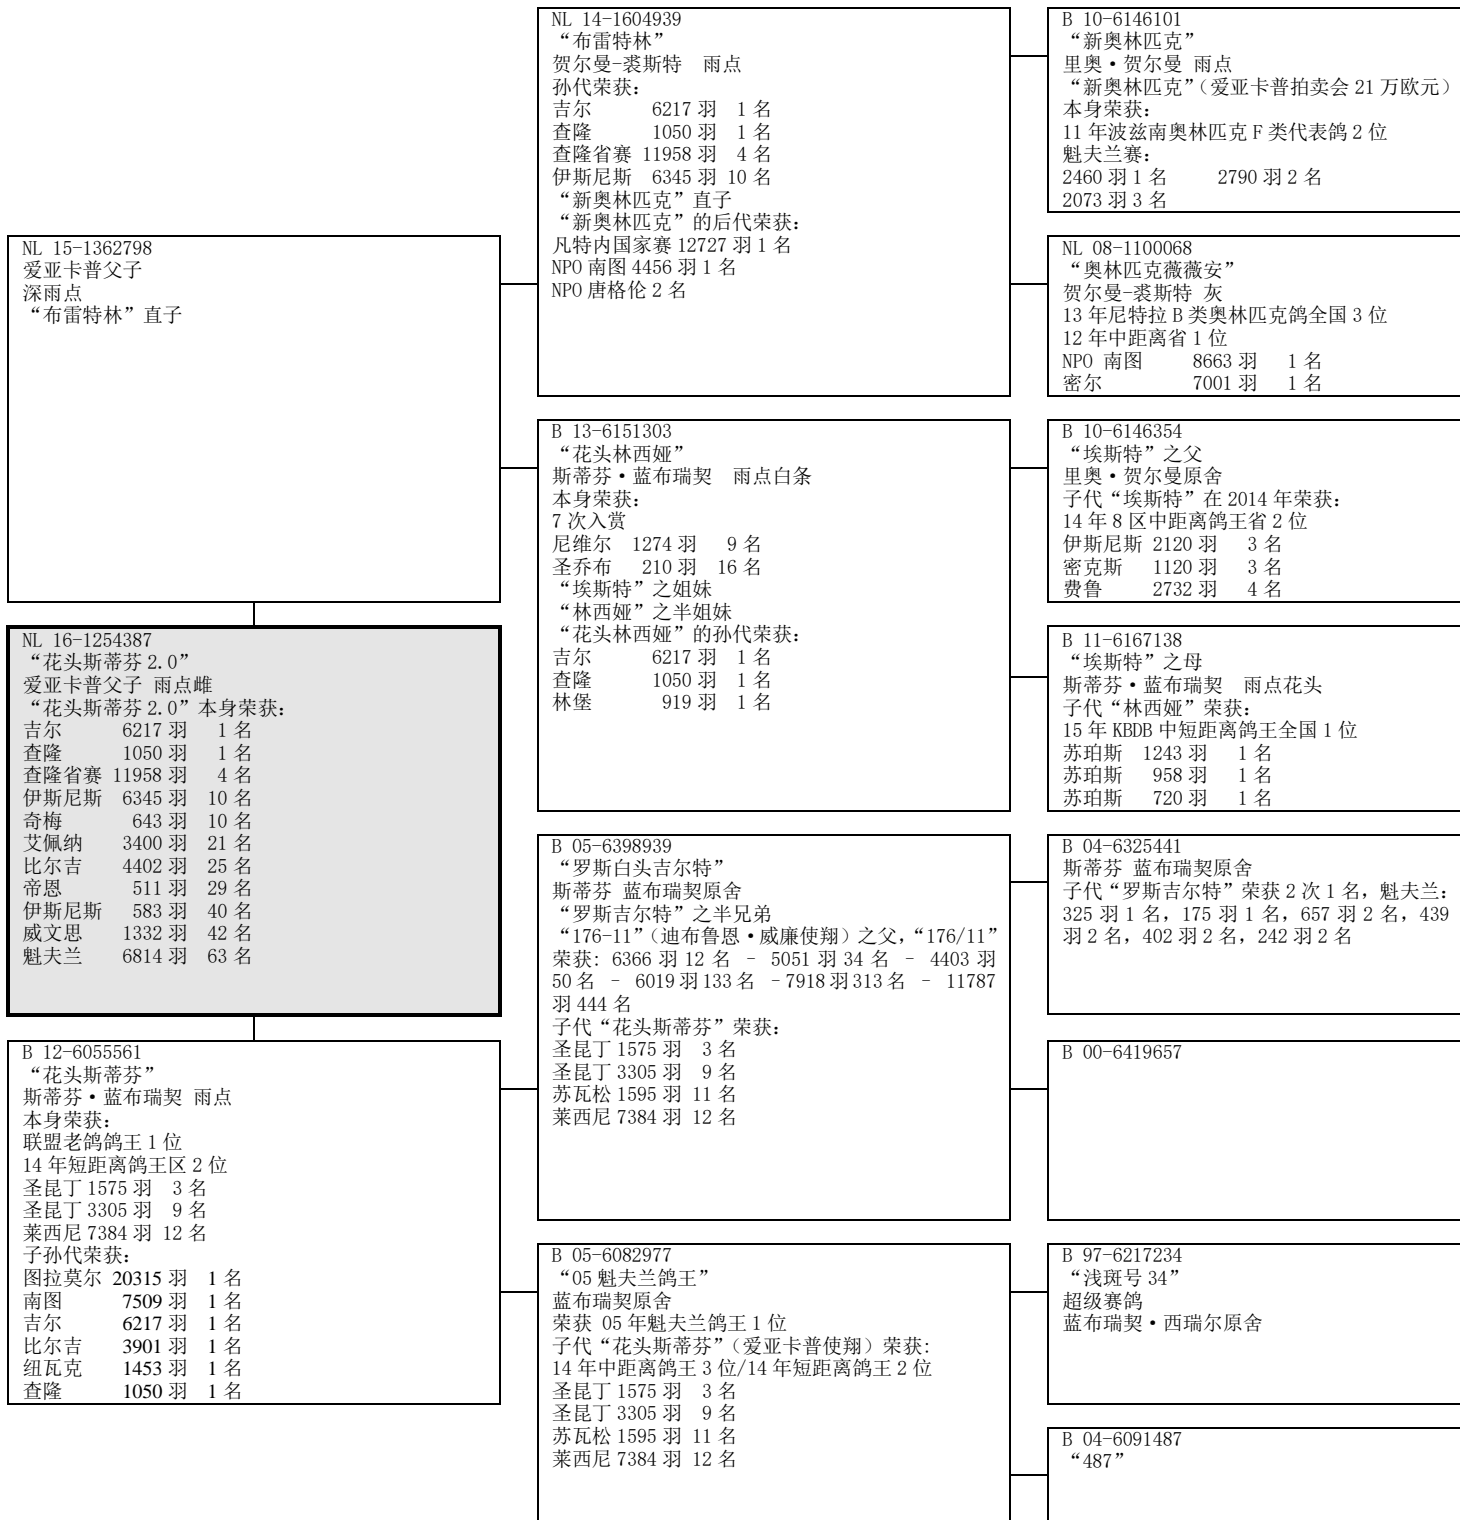 NL 15-1362798
爱亚卡普父子
深雨点
“布雷特林”直子
NL 16-1254387
“花头斯蒂芬 2.0”
爱亚卡普父子 雨点雌
“花头斯蒂芬 2.0”本身荣获：
吉尔 6217 羽 1 名
查隆 1050 羽 1 名
查隆省赛 11958 羽 4 名
伊斯尼斯 6345 羽 10 名
奇梅 643 羽 10 名
艾佩纳 3400 羽 21 名
比尔吉 4402 羽 25 名
帝恩 511 羽 29 名
伊斯尼斯 583 羽 40 名
威文思 1332 羽 42 名
魁夫兰 6814 羽 63 名
B 12-6055561
“花头斯蒂芬”
斯蒂芬·蓝布瑞契 雨点
本身荣获：
联盟老鸽鸽王 1 位
14 年短距离鸽王区 2 位
圣昆丁 1575 羽 3 名
圣昆丁 3305 羽 9 名
莱西尼 7384 羽 12 名
子孙代荣获：
图拉莫尔 20315 羽 1 名
南图 7509 羽 1 名
吉尔 6217 羽 1 名
比尔吉 3901 羽 1 名
纽瓦克 1453 羽 1 名
查隆 1050 羽 1 名
NL 14-1604939
“布雷特林”
贺尔曼-裘斯特 雨点
孙代荣获：
吉尔 6217 羽 1 名
查隆 1050 羽 1 名
查隆省赛 11958 羽 4 名
伊斯尼斯 6345 羽 10 名
“新奥林匹克”直子
“新奥林匹克”的后代荣获：
凡特内国家赛 12727 羽 1 名
NPO 南图 4456 羽 1 名
NPO 唐格伦 2 名
B 13-6151303
“花头林西娅”
斯蒂芬·蓝布瑞契 雨点白条
本身荣获：
7 次入赏
尼维尔 1274 羽 9 名
圣乔布 210 羽 16 名
“埃斯特”之姐妹
“林西娅”之半姐妹
“花头林西娅”的孙代荣获：
吉尔 6217 羽 1 名
查隆 1050 羽 1 名
林堡 919 羽 1 名
B 05-6398939
“罗斯白头吉尔特”
斯蒂芬 蓝布瑞契原舍
“罗斯吉尔特”之半兄弟
“176-11”（迪布鲁恩·威廉使翔）之父，“176/11”
荣获: 6366 羽 12 名 – 5051 羽 34 名 – 4403 羽
50 名 – 6019 羽 133 名 –7918 羽 313 名 – 11787
羽 444 名
子代“花头斯蒂芬”荣获：
圣昆丁 1575 羽 3 名
圣昆丁 3305 羽 9 名
苏瓦松 1595 羽 11 名
莱西尼 7384 羽 12 名
B 05-6082977
“05 魁夫兰鸽王”
蓝布瑞契原舍
荣获 05 年魁夫兰鸽王 1 位
子代“花头斯蒂芬”（爱亚卡普使翔）荣获:
14 年中距离鸽王 3 位/14 年短距离鸽王 2 位
圣昆丁 1575 羽 3 名
圣昆丁 3305 羽 9 名
苏瓦松 1595 羽 11 名
莱西尼 7384 羽 12 名
B 10-6146101
“新奥林匹克”
里奥·贺尔曼 雨点
“新奥林匹克”（爱亚卡普拍卖会 21 万欧元）
本身荣获：
11 年波兹南奥林匹克 F 类代表鸽 2 位
魁夫兰赛：
2460 羽 1 名 2790 羽 2 名
2073 羽 3 名
NL 08-1100068
“奥林匹克薇薇安”
贺尔曼-裘斯特 灰
13 年尼特拉 B 类奥林匹克鸽全国 3 位
12 年中距离省 1 位
NPO 南图 8663 羽 1 名
密尔 7001 羽 1 名
B 10-6146354
“埃斯特”之父
里奥·贺尔曼原舍
子代“埃斯特”在 2014 年荣获：
14 年 8 区中距离鸽王省 2 位
伊斯尼斯 2120 羽 3 名
密克斯 1120 羽 3 名
费鲁 2732 羽 4 名
B 11-6167138
“埃斯特”之母
斯蒂芬·蓝布瑞契 雨点花头
子代“林西娅”荣获：
15 年 KBDB 中短距离鸽王全国 1 位
苏珀斯 1243 羽 1 名
苏珀斯 958 羽 1 名
苏珀斯 720 羽 1 名
B 04-6325441
斯蒂芬 蓝布瑞契原舍
子代“罗斯吉尔特”荣获 2 次 1 名，魁夫兰：
325 羽 1 名，175 羽 1 名，657 羽 2 名，439
羽 2 名，402 羽 2 名，242 羽 2 名
B 00-6419657
B 97-6217234
“浅斑号 34”
超级赛鸽
蓝布瑞契·西瑞尔原舍
B 04-6091487
“487”